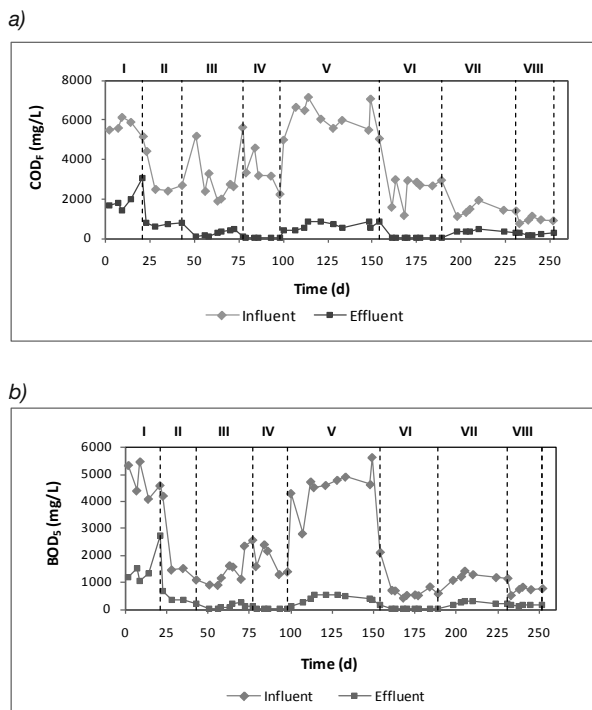 a)
I II III IV V VI VII VIII
8000
6000
4000
2000
0
COD_F (mg/L)
0 25 50 75 100 125 150 175 200 225 250
Time (d)
Influent Effluent
b)
I II III IV V VI VII VIII
6000
5000
4000
3000
2000
1000
0
BOD₅ (mg/L)
0 25 50 75 100 125 150 175 200 225 250
Time (d)
Influent Effluent